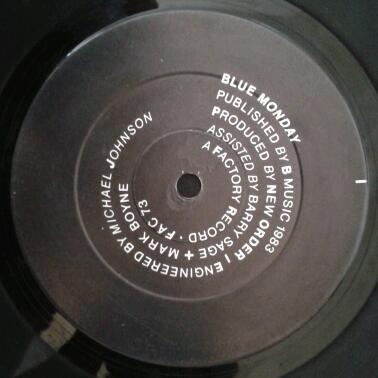 BLUE MONDAY
PUBLISHED BY B MUSIC 1983
PRODUCED BY NEW ORDER | ENGINEERED BY MICHAEL JOHNSON
ASSISTED BY BARRY SAGE + MARK BOYNE
A FACTORY RECORD · FAC 73